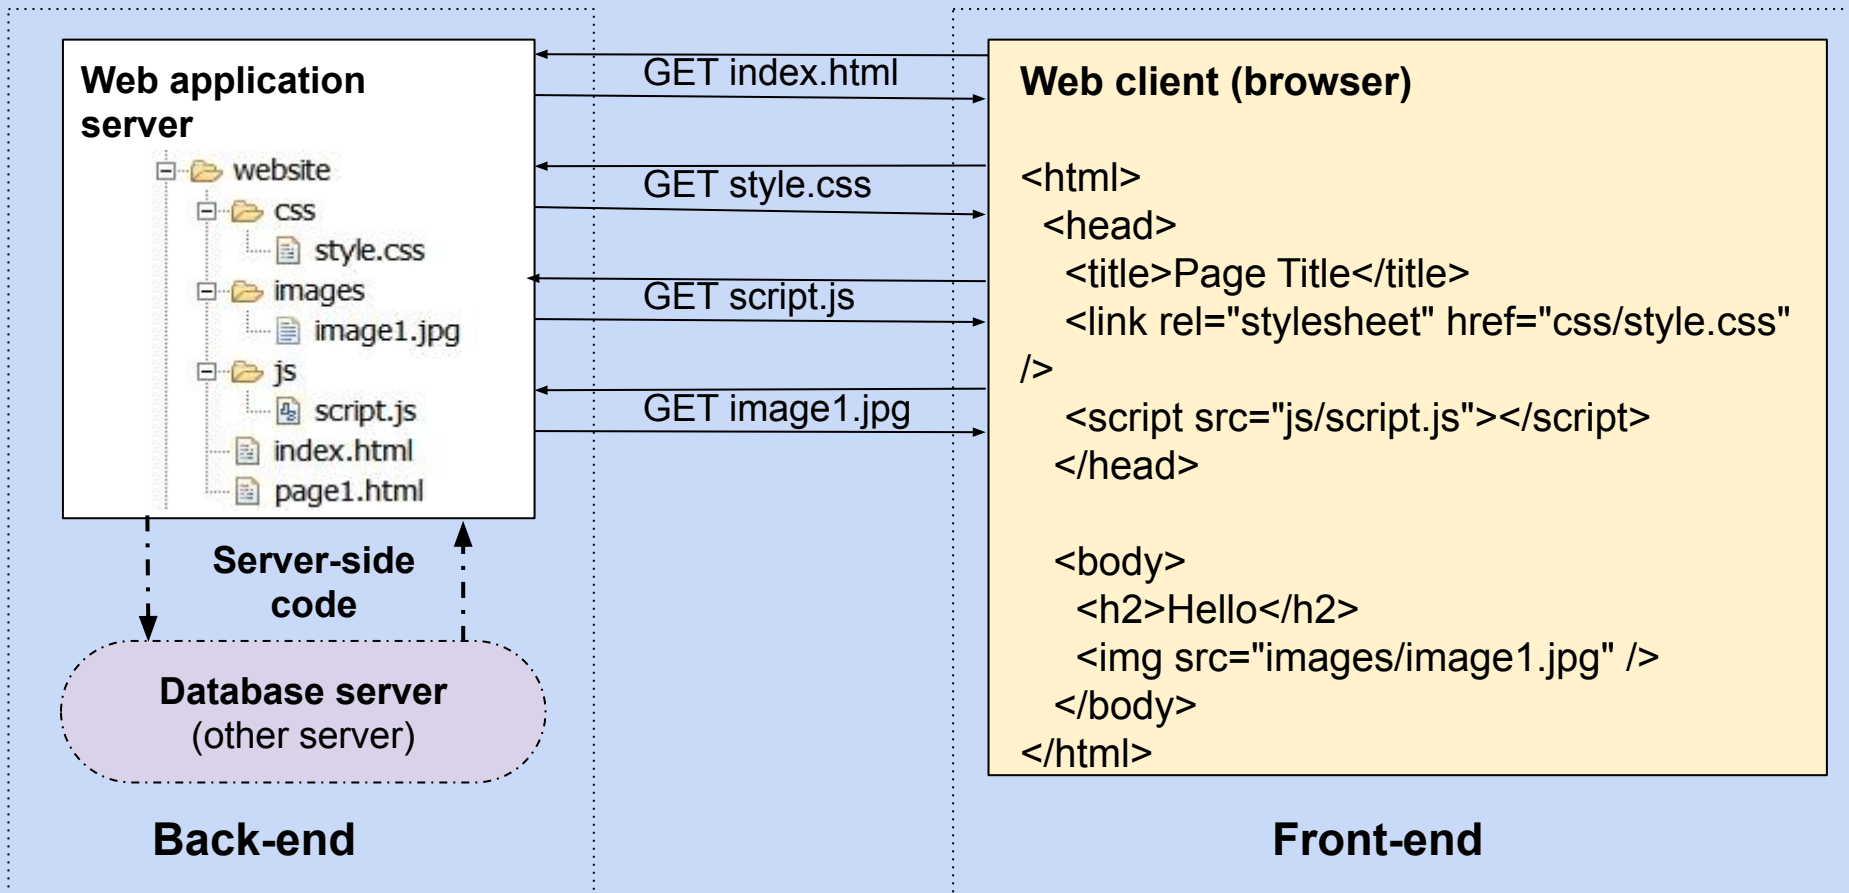 Web application
server
website
css
style.css
images
image1.jpg
js
script.js
index.html
page1.html
Server-side
code
Database server
(other server)
Back-end
GET index.html
GET style.css
GET script.js
GET image1.jpg
Web client (browser)
<html>
<head>
<title>Page Title</title>
<link rel="stylesheet" href="css/style.css"
/>
<script src="js/script.js"></script>
</head>
<body>
<h2>Hello</h2>
<img src="images/image1.jpg" />
</body>
</html>
Front-end